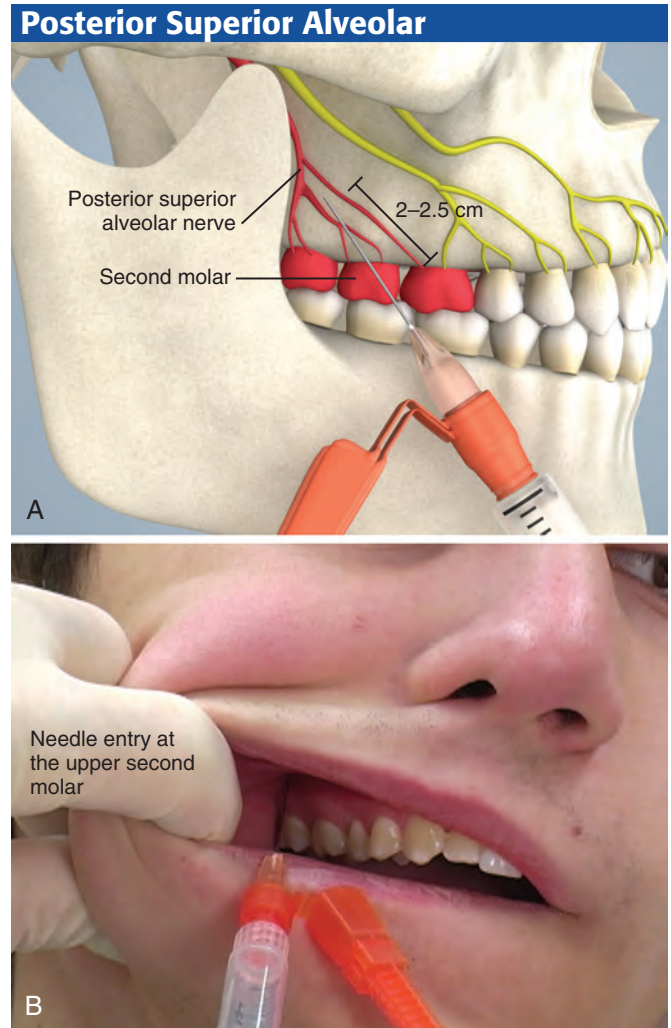 Posterior Superior Alveolar
Posterior superior
alveolar nerve
2–2.5 cm
Second molar
A
Needle entry at
the upper second
molar
B